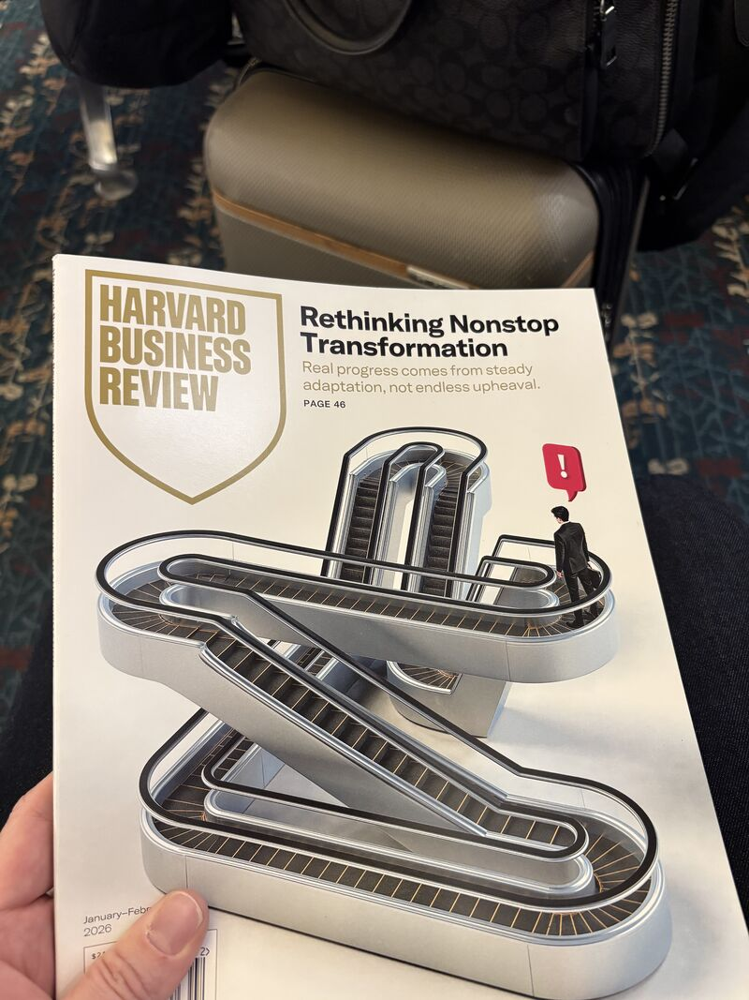 HARVARD
BUSINESS
REVIEW
Rethinking Nonstop
Transformation
Real progress comes from steady
adaptation, not endless upheaval.
PAGE 46
!
2026